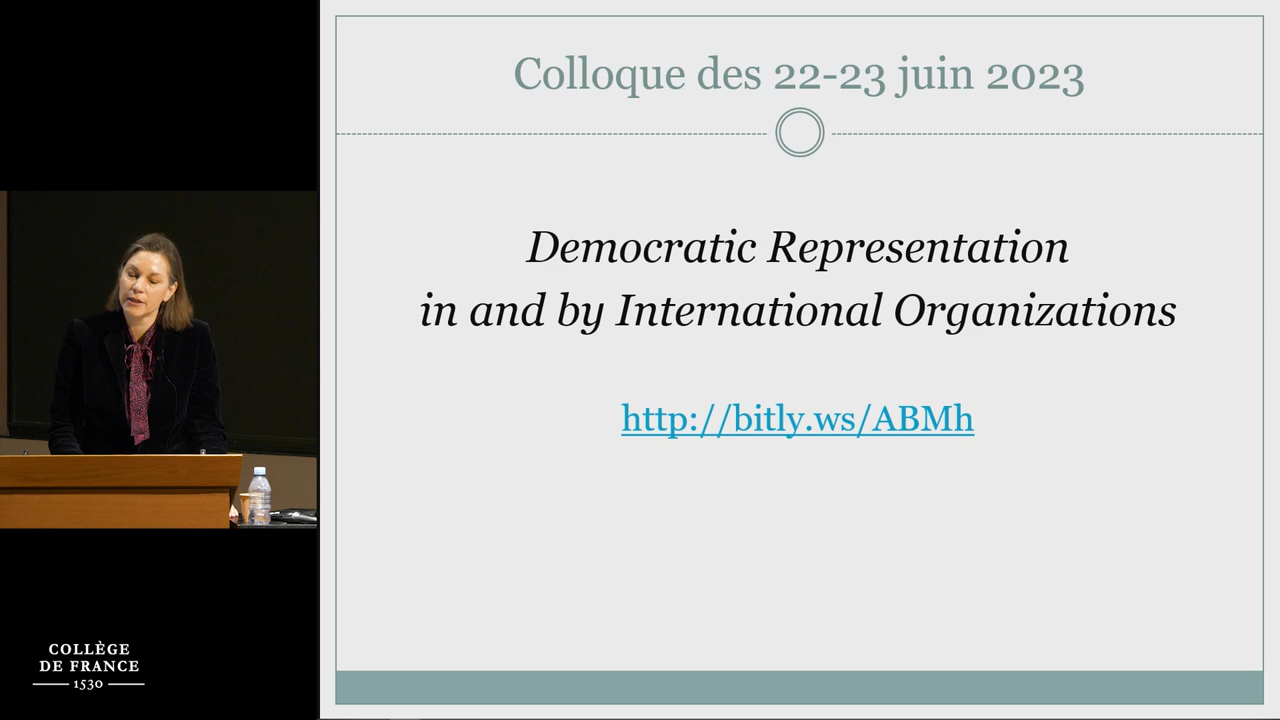 Colloque des 22-23 juin 2023
Democratic Representation
in and by International Organizations
http://bitly.ws/ABMh
COLLÈGE
DE FRANCE
1530